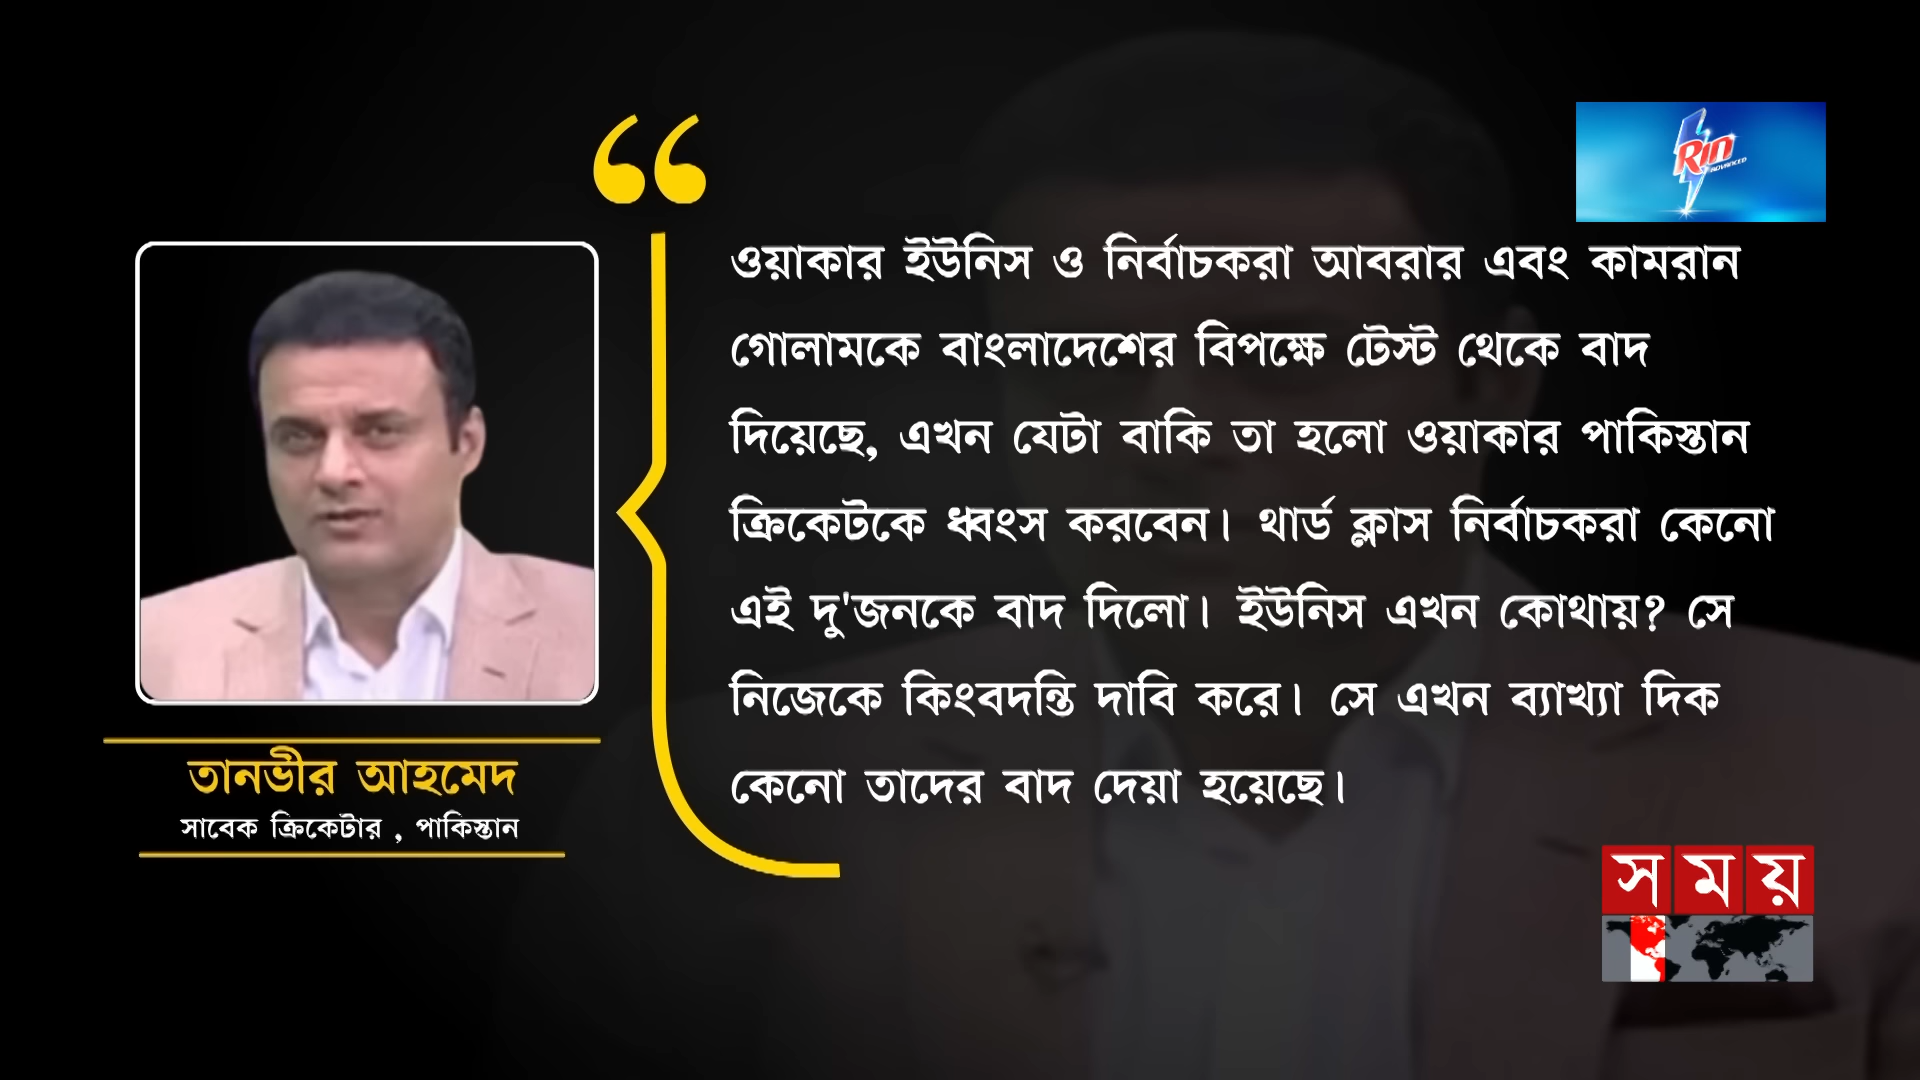 Rin
ADVANCED
ওয়াকার ইউনিস ও নির্বাচকরা আবরার এবং কামরান
গোলামকে বাংলাদেশের বিপক্ষে টেস্ট থেকে বাদ
দিয়েছে, এখন যেটা বাকি তা হলো ওয়াকার পাকিস্তান
ক্রিকেটকে ধ্বংস করবেন। থার্ড ক্লাস নির্বাচকরা কেনো
এই দু'জনকে বাদ দিলো। ইউনিস এখন কোথায়? সে
নিজেকে কিংবদন্তি দাবি করে। সে এখন ব্যাখ্যা দিক
কেনো তাদের বাদ দেয়া হয়েছে।
তানভীর আহমেদ
সাবেক ক্রিকেটার , পাকিস্তান
সময়